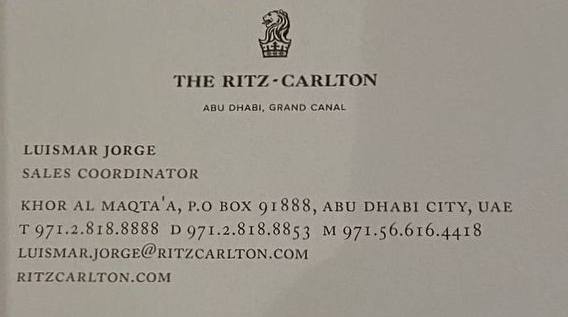 THE RITZ-CARLTON
ABU DHABI, GRAND CANAL
LUISMAR JORGE
SALES COORDINATOR
KHOR AL MAQTA'A, P.O BOX 91888, ABU DHABI CITY, UAE
T 971.2.818.8888 D 971.2.818.8853 M 971.56.616.4418
LUISMAR.JORGE@RITZCARLTON.COM
RITZCARLTON.COM